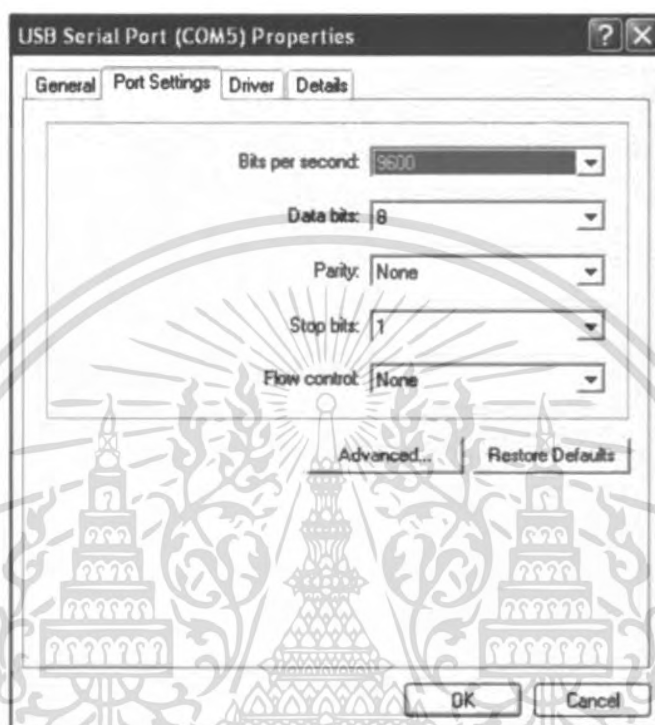 USB Serial Port (COM5) Properties
General Port Settings Driver Details
Bits per second: 9600
Data bits: 8
Parity: None
Stop bits: 1
Flow control: None
Advanced... Restore Defaults
OK Cancel